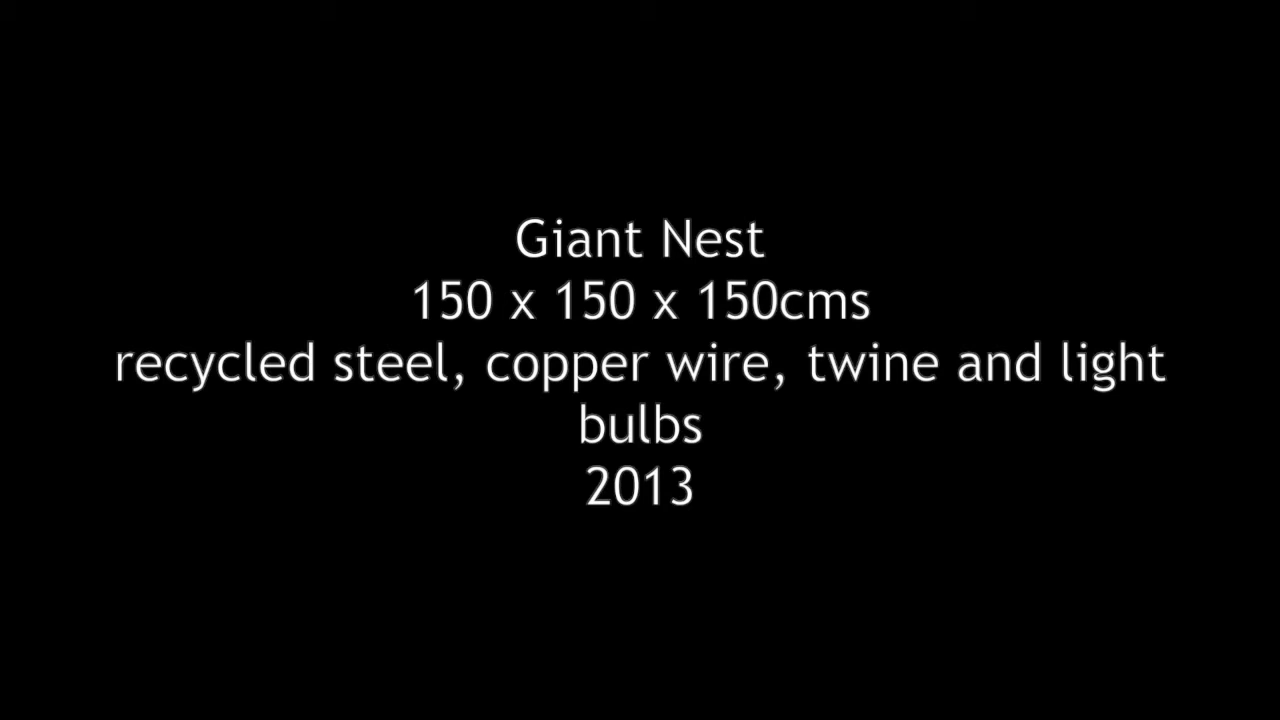 Giant Nest
150 x 150 x 150cms
recycled steel, copper wire, twine and light
bulbs
2013